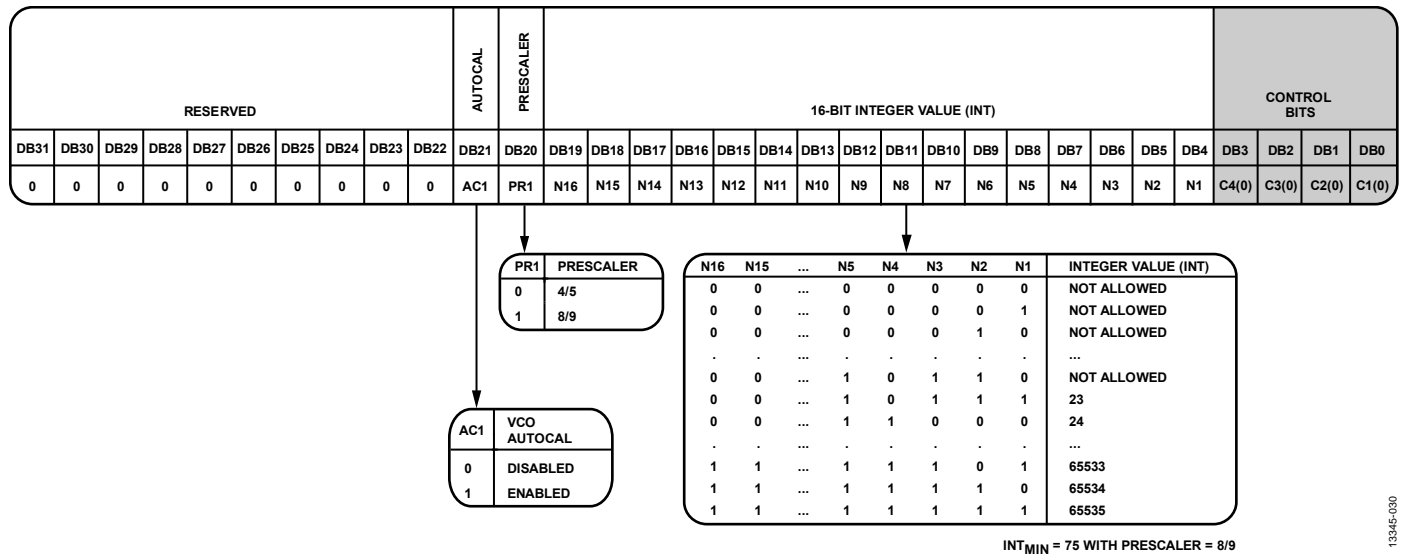 RESERVED AUTOCAL PRESCALER 16-BIT INTEGER VALUE (INT) CONTROL
BITS
DB31 DB30 DB29 DB28 DB27 DB26 DB25 DB24 DB23 DB22 DB21 DB20 DB19 DB18 DB17 DB16 DB15 DB14 DB13 DB12 DB11 DB10 DB9 DB8 DB7 DB6 DB5 DB4 DB3 DB2 DB1 DB0
0 0 0 0 0 0 0 0 0 0 AC1 PR1 N16 N15 N14 N13 N12 N11 N10 N9 N8 N7 N6 N5 N4 N3 N2 N1 C4(0) C3(0) C2(0) C1(0)
PR1 PRESCALER
0 4/5
1 8/9
AC1 VCO
AUTOCAL
0 DISABLED
1 ENABLED
N16 N15 ... N5 N4 N3 N2 N1 INTEGER VALUE (INT)
0 0 ... 0 0 0 0 0 NOT ALLOWED
0 0 ... 0 0 0 0 1 NOT ALLOWED
0 0 ... 0 0 0 1 0 NOT ALLOWED
. . ... . . . . . ...
0 0 ... 1 0 1 1 0 NOT ALLOWED
0 0 ... 1 0 1 1 1 23
0 0 ... 1 1 0 0 0 24
. . ... . . . . . ...
1 1 ... 1 1 1 0 1 65533
1 1 ... 1 1 1 1 0 65534
1 1 ... 1 1 1 1 1 65535
INTMIN = 75 WITH PRESCALER = 8/9
13345-030